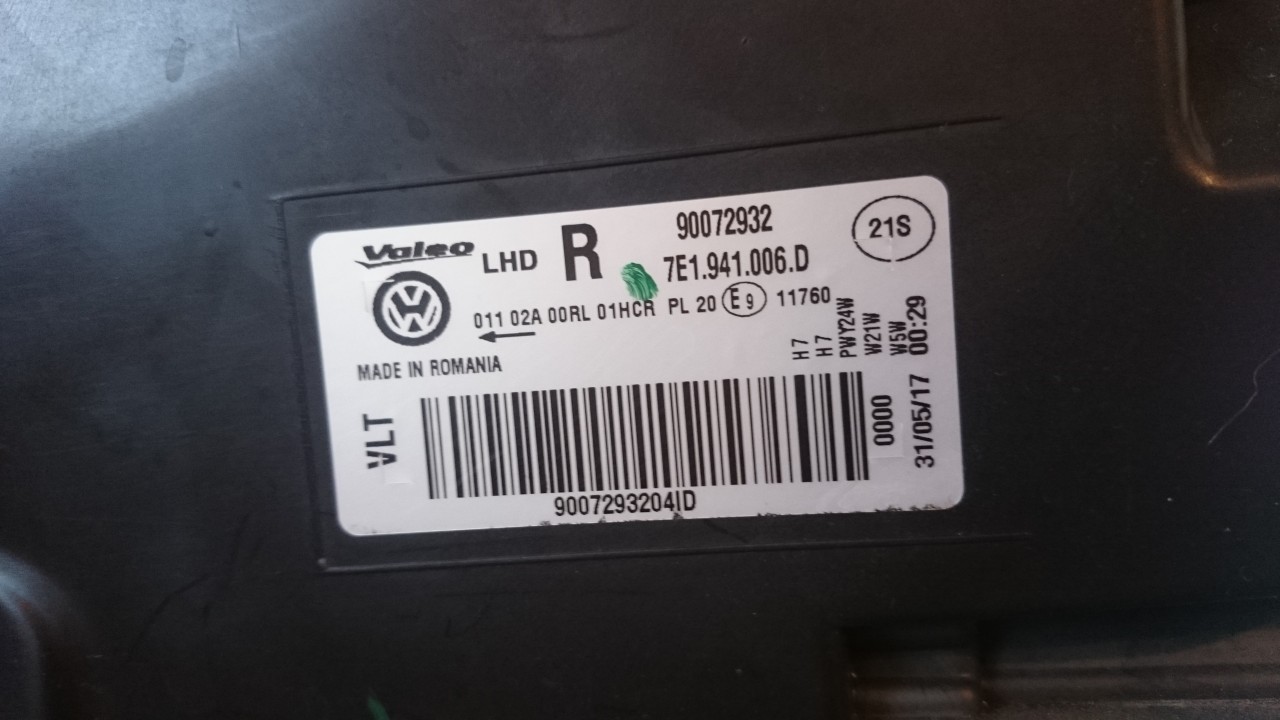 Valeo LHD R 90072932 21S
7E1.941.006.D
011 02A 00RL 01HCR PL 20 E9 11760
MADE IN ROMANIA
H7
H7
PWY24W
W21W
W5W
VLT
0000
31/05/17 00:29
9007293204ID